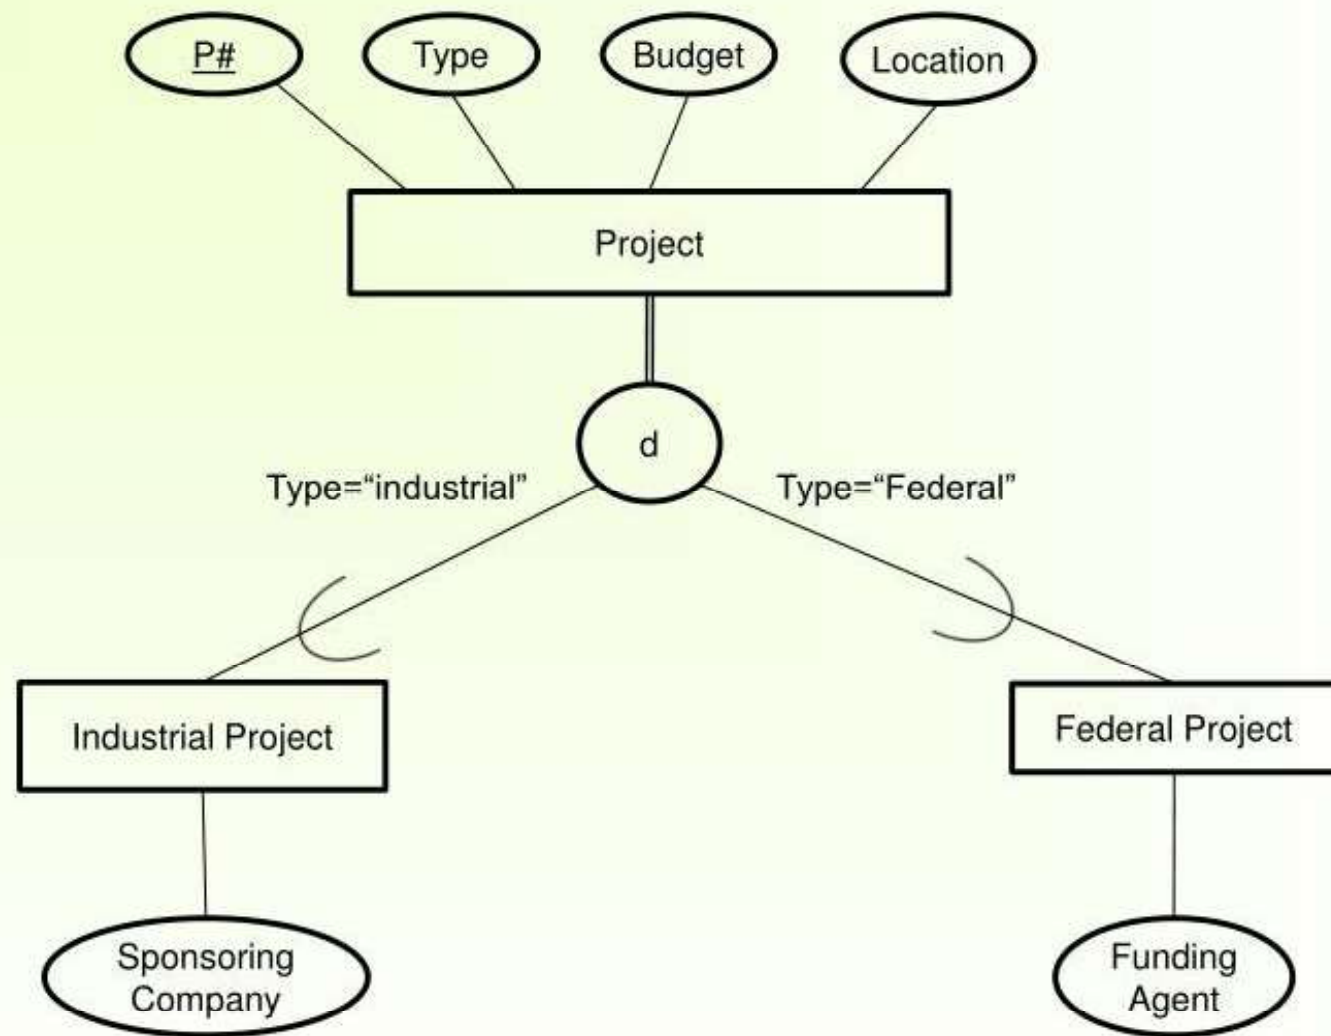 P#
Type
Budget
Location
Project
d
Type=“industrial”
Type=“Federal”
Industrial Project
Federal Project
Sponsoring
Company
Funding
Agent